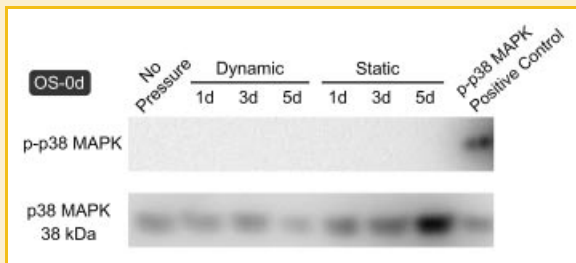 OS-0d
No
Pressure
Dynamic
Static
1d 3d 5d
1d 3d 5d
p-p38 MAPK
Positive Control
p-p38 MAPK
p38 MAPK
38 kDa